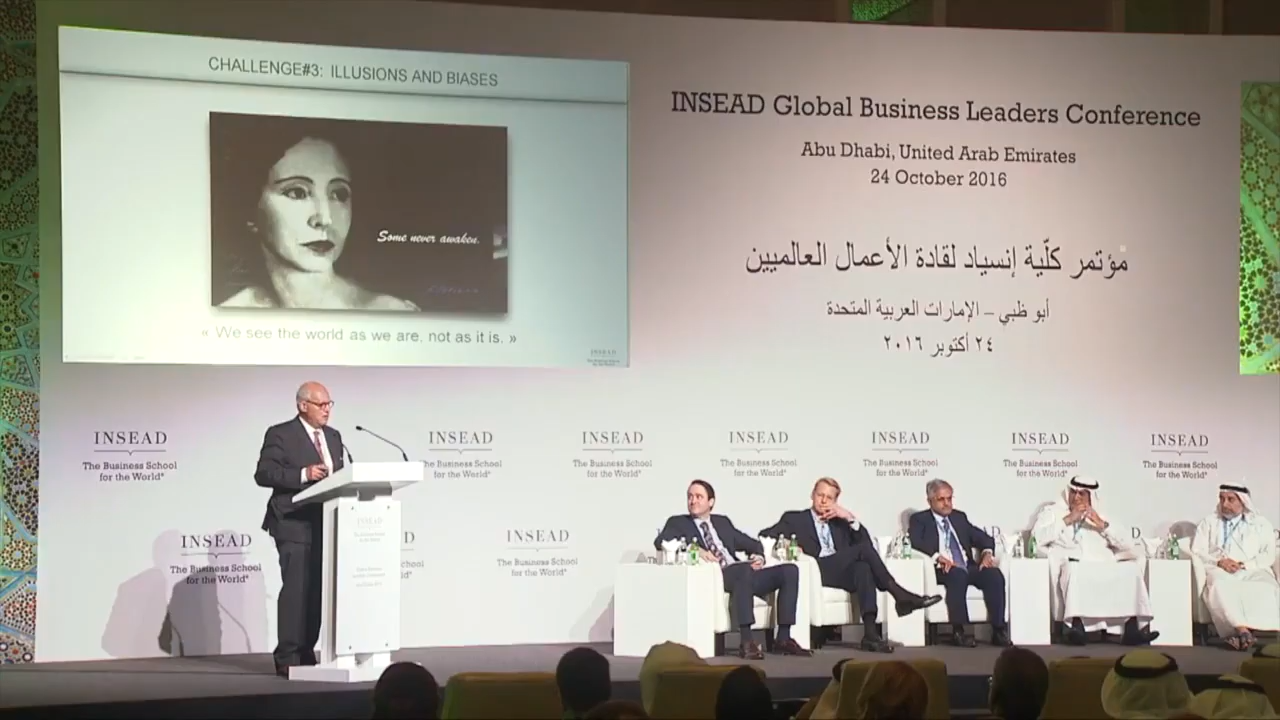 CHALLENGE#3: ILLUSIONS AND BIASES
Some never awaken.
« We see the world as we are, not as it is. »
INSEAD
INSEAD Global Business Leaders Conference
Abu Dhabi, United Arab Emirates
24 October 2016
مؤتمر كلّية إنسياد لقادة الأعمال العالميين
أبو ظبي – الإمارات العربية المتحدة
٢٤ أكتوبر ٢٠١٦
INSEAD
The Business School
for the World®
INSEAD
The Business School
for the World®
INSEAD
The Business School
for the World®
INSEAD
The Business School
for the World®
INSEAD
The Business School
for the World®
INSEAD
The Business School
for the World®
INSEAD
The Business School
for the World®
INSEAD
The Business School
for the World®
INSEAD
The Business School
for the World®
INSEAD